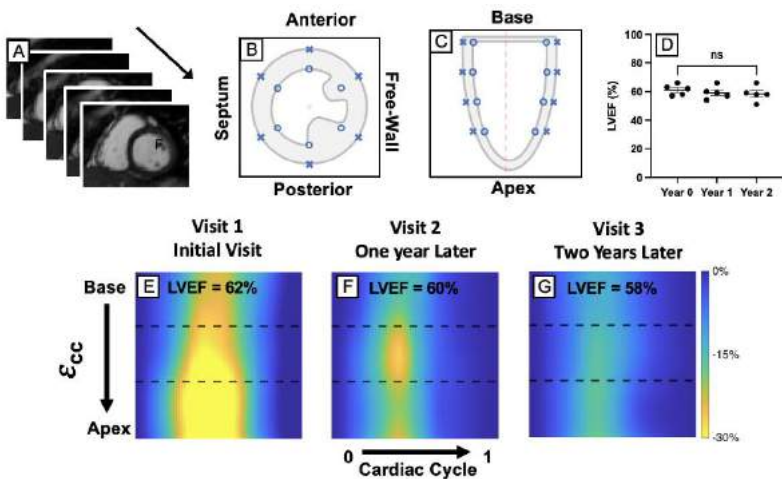 A
B
C
D
Anterior
Septum
Free-Wall
Posterior
Base
Apex
ns
LVEF (%)
100
80
60
40
20
0
Year 0 Year 1 Year 2
Visit 1
Initial Visit
Visit 2
One year Later
Visit 3
Two Years Later
Base
εcc
Apex
E LVEF = 62%
F LVEF = 60%
G LVEF = 58%
0%
-15%
-30%
0 1
Cardiac Cycle